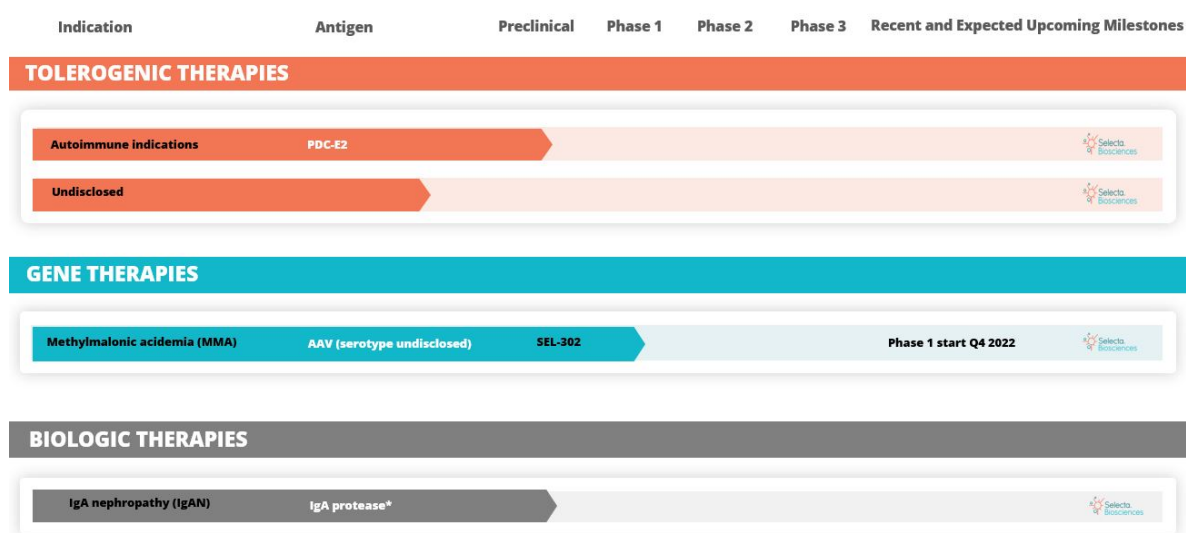 Indication Antigen Preclinical Phase 1 Phase 2 Phase 3 Recent and Expected Upcoming Milestones
TOLEROGENIC THERAPIES
Autoimmune indications PDC-E2 Selecta
Biosciences
Undisclosed Selecta
Biosciences
GENE THERAPIES
Methylmalonic acidemia (MMA) AAV (serotype undisclosed) SEL-302 Phase 1 start Q4 2022 Selecta
Biosciences
BIOLOGIC THERAPIES
IgA nephropathy (IgAN) IgA protease* Selecta
Biosciences